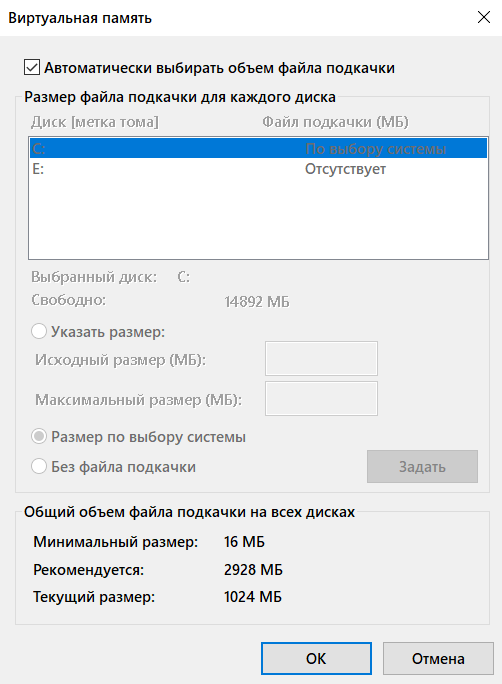 Виртуальная память
Автоматически выбирать объем файла подкачки
Размер файла подкачки для каждого диска
Диск [метка тома] Файл подкачки (МБ)
C: По выбору системы
E: Отсутствует
Выбранный диск: C:
Свободно: 14892 МБ
Указать размер:
Исходный размер (МБ):
Максимальный размер (МБ):
Размер по выбору системы
Без файла подкачки Задать
Общий объем файла подкачки на всех дисках
Минимальный размер: 16 МБ
Рекомендуется: 2928 МБ
Текущий размер: 1024 МБ
ОК Отмена